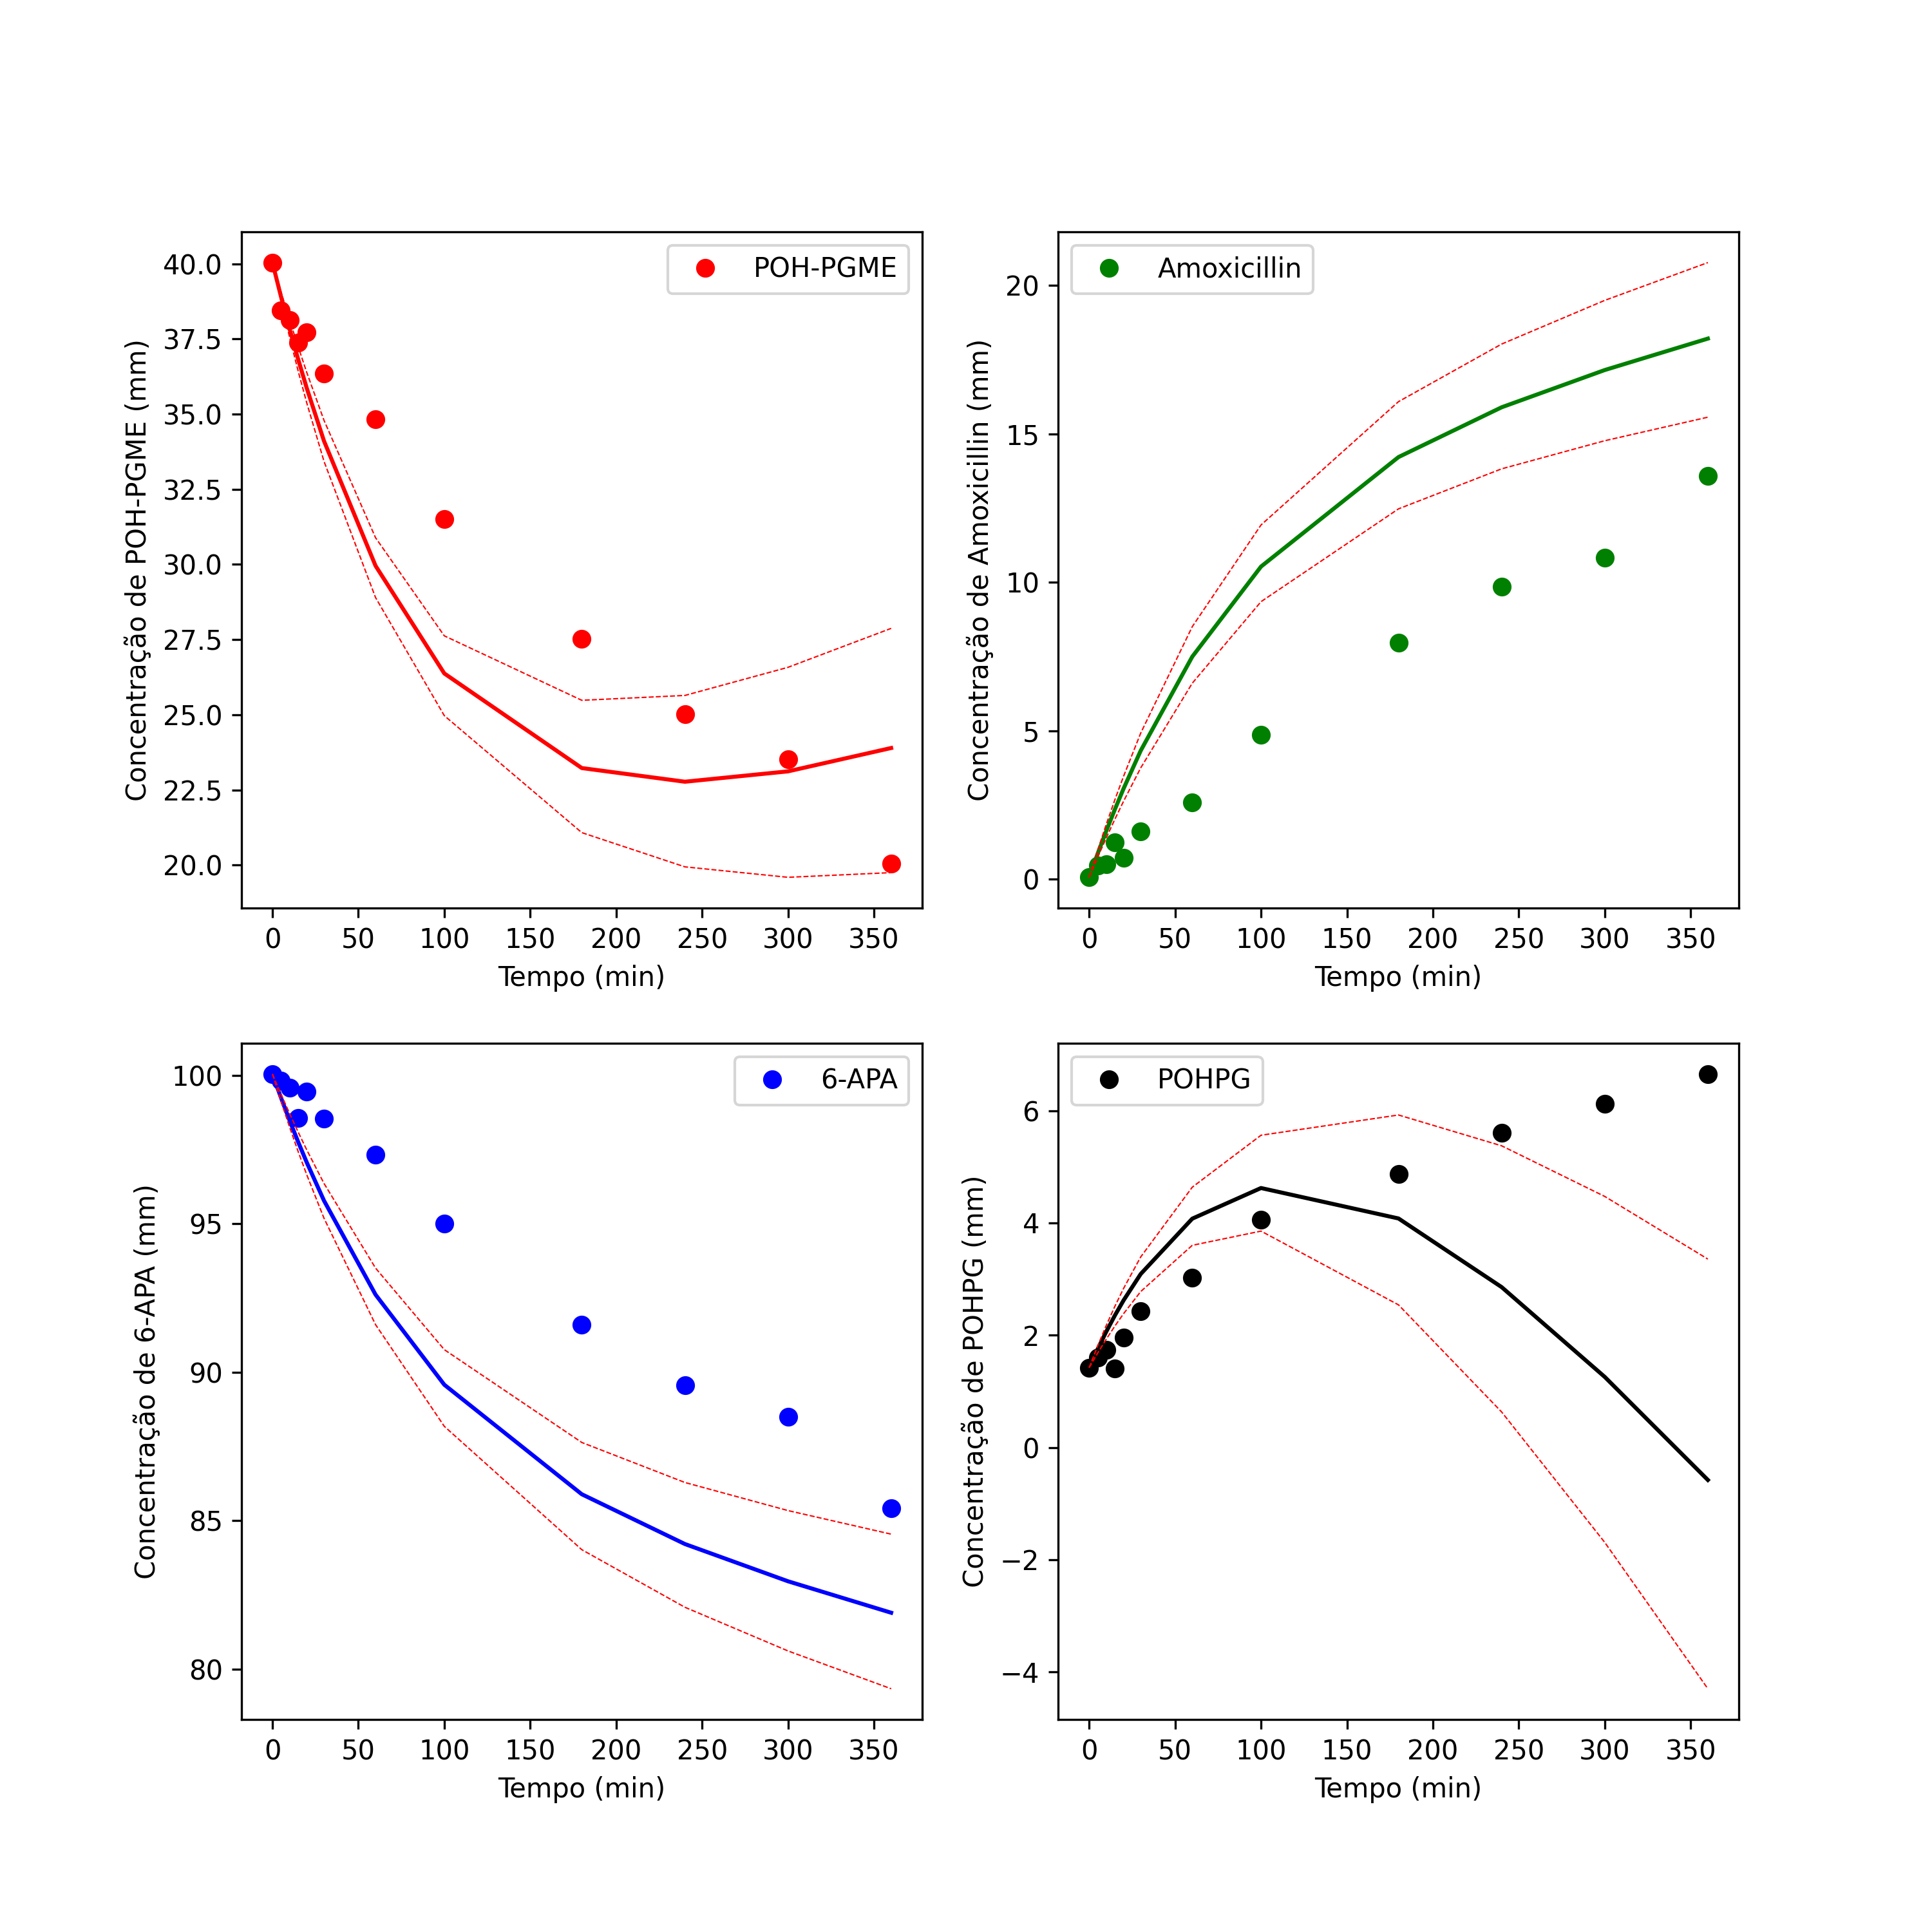 POH-PGME
40.0
37.5
35.0
32.5
30.0
27.5
25.0
22.5
20.0
Concentração de POH-PGME (mm)
0 50 100 150 200 250 300 350
Tempo (min)
Amoxicillin
20
15
10
5
0
Concentração de Amoxicillin (mm)
0 50 100 150 200 250 300 350
Tempo (min)
6-APA
100
95
90
85
80
Concentração de 6-APA (mm)
0 50 100 150 200 250 300 350
Tempo (min)
POHPG
6
4
2
0
−2
−4
Concentração de POHPG (mm)
0 50 100 150 200 250 300 350
Tempo (min)